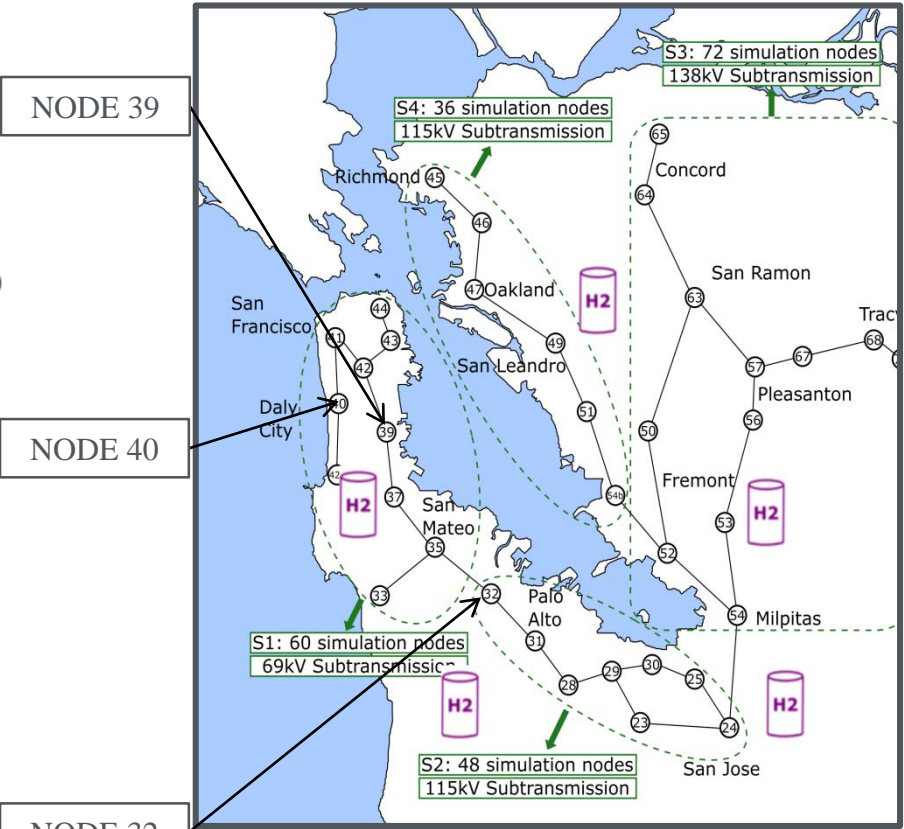 NODE 39
NODE 40
NODE 32
S3: 72 simulation nodes
138kV Subtransmission
S4: 36 simulation nodes
115kV Subtransmission
65
Concord
64
Richmond
45
46
47
Oakland
H2
San Ramon
63
San
Francisco
44
41
43
42
49
San Leandro
68
67
57
Pleasanton
Daly
City
40
39
51
56
50
42
H2
37
San
Mateo
Fremont
54b
H2
53
35
52
33
32
Palo
Alto
31
54
Milpitas
S1: 60 simulation nodes
69kV Subtransmission
28
29
30
25
H2
H2
23
24
San Jose
S2: 48 simulation nodes
115kV Subtransmission